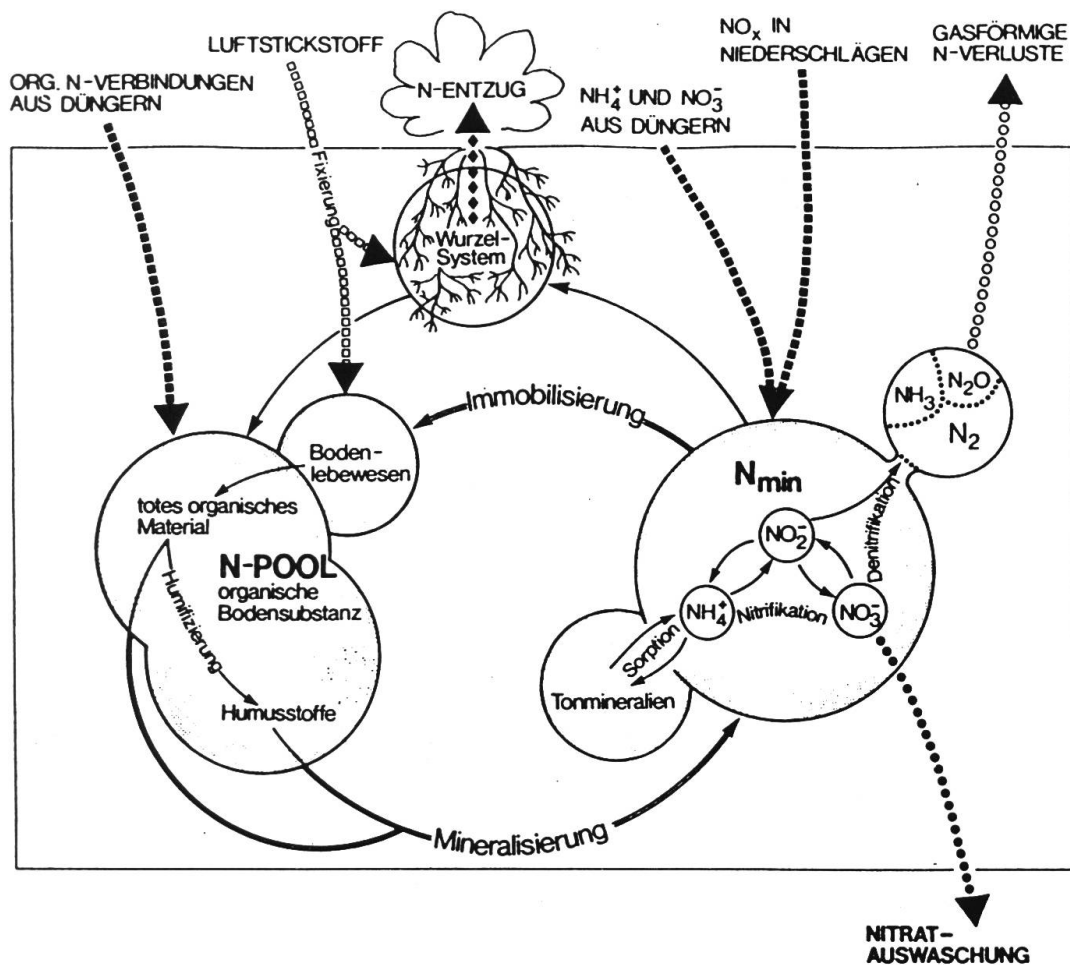 LUFTSTICKSTOFF
ORG. N-VERBINDUNGEN
AUS DÜNGERN
N-ENTZUG
NH₄⁺ UND NO₃⁻
AUS DÜNGERN
NOₓ IN
NIEDERSCHLÄGEN
GASFÖRMIGE
N-VERLUSTE
Fixierung
Wurzel-
System
Immobilisierung
Boden-
lebewesen
totes organisches
Material
N-POOL
organische
Bodensubstanz
Humifizierung
Humusstoffe
Mineralisierung
Nmin
NO₂⁻
NH₄⁺
Nitrifikation
NO₃⁻
Denitrifikation
Sorption
Tonmineralien
NH₃
N₂O
N₂
NITRAT-
AUSWASCHUNG